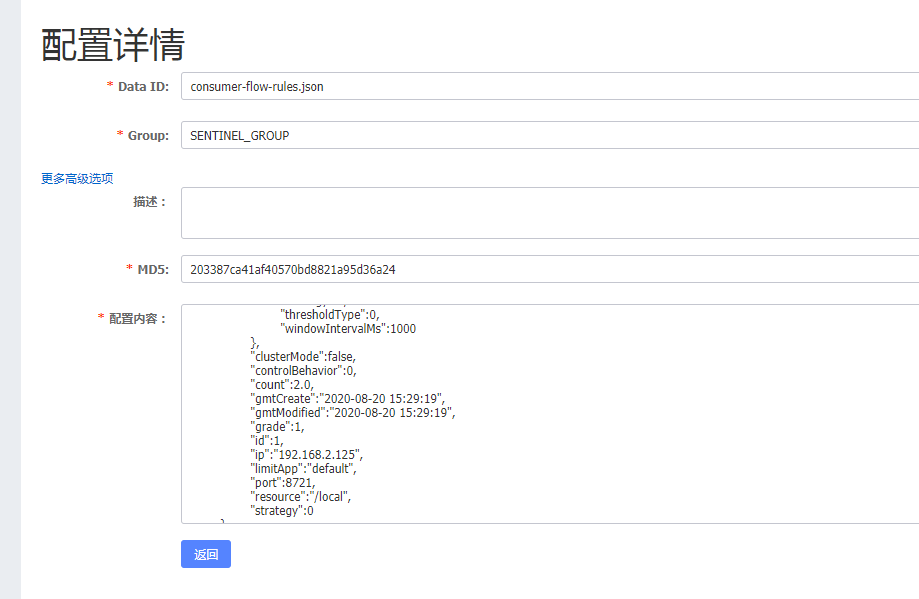 配置详情
* Data ID: consumer-flow-rules.json
* Group: SENTINEL_GROUP
更多高级选项
描述：
* MD5: 203387ca41af40570bd8821a95d36a24
* 配置内容：
"thresholdType":0,
"windowIntervalMs":1000
},
"clusterMode":false,
"controlBehavior":0,
"count":2.0,
"gmtCreate":"2020-08-20 15:29:19",
"gmtModified":"2020-08-20 15:29:19",
"grade":1,
"id":1,
"ip":"192.168.2.125",
"limitApp":"default",
"port":8721,
"resource":"/local",
"strategy":0
返回